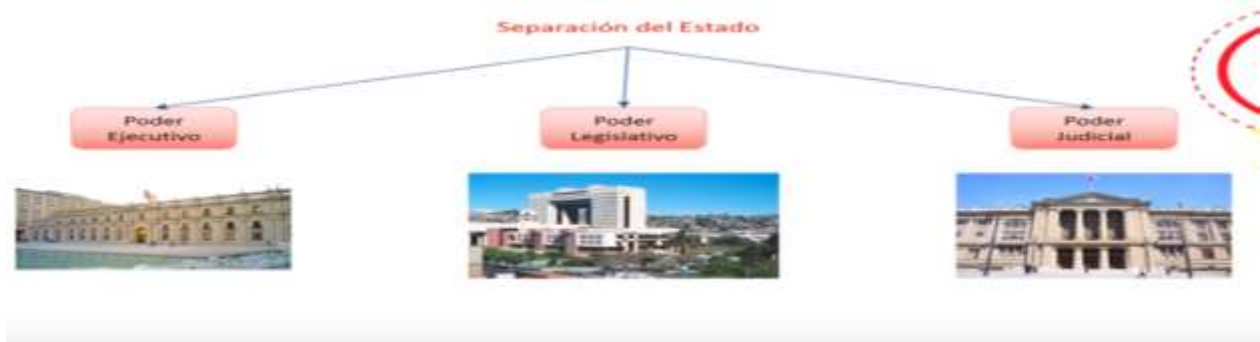 Separación del Estado
Poder
Ejecutivo
Poder
Legislativo
Poder
Judicial